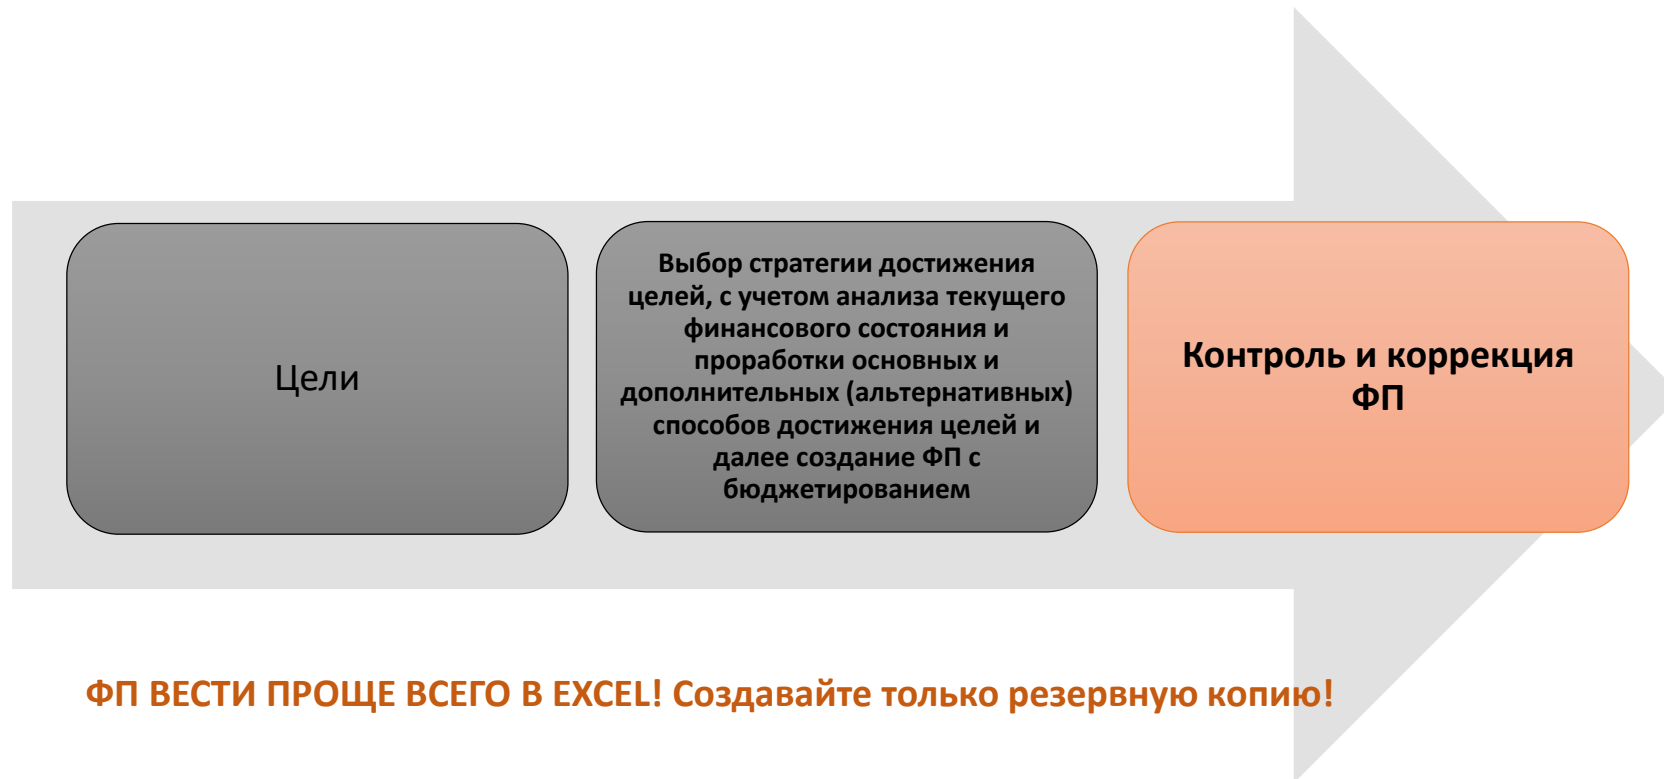 Цели
Выбор стратегии достижения
целей, с учетом анализа текущего
финансового состояния и
проработки основных и
дополнительных (альтернативных)
способов достижения целей и
далее создание ФП с
бюджетированием
Контроль и коррекция
ФП
ФП ВЕСТИ ПРОЩЕ ВСЕГО В EXCEL! Создавайте только резервную копию!